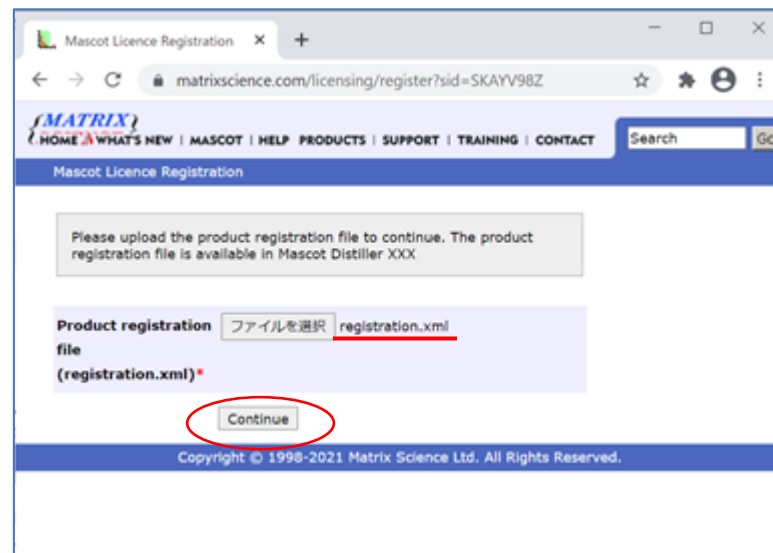 Mascot Licence Registration
matrixscience.com/licensing/register?sid=SKAYV98Z
{MATRIX}
HOME WHAT'S NEW | MASCOT | HELP PRODUCTS | SUPPORT | TRAINING | CONTACT
Search
Go
Mascot Licence Registration
Please upload the product registration file to continue. The product
registration file is available in Mascot Distiller XXX
Product registration ファイルを選択 registration.xml
file
(registration.xml)*
Continue
Copyright © 1998-2021 Matrix Science Ltd. All Rights Reserved.